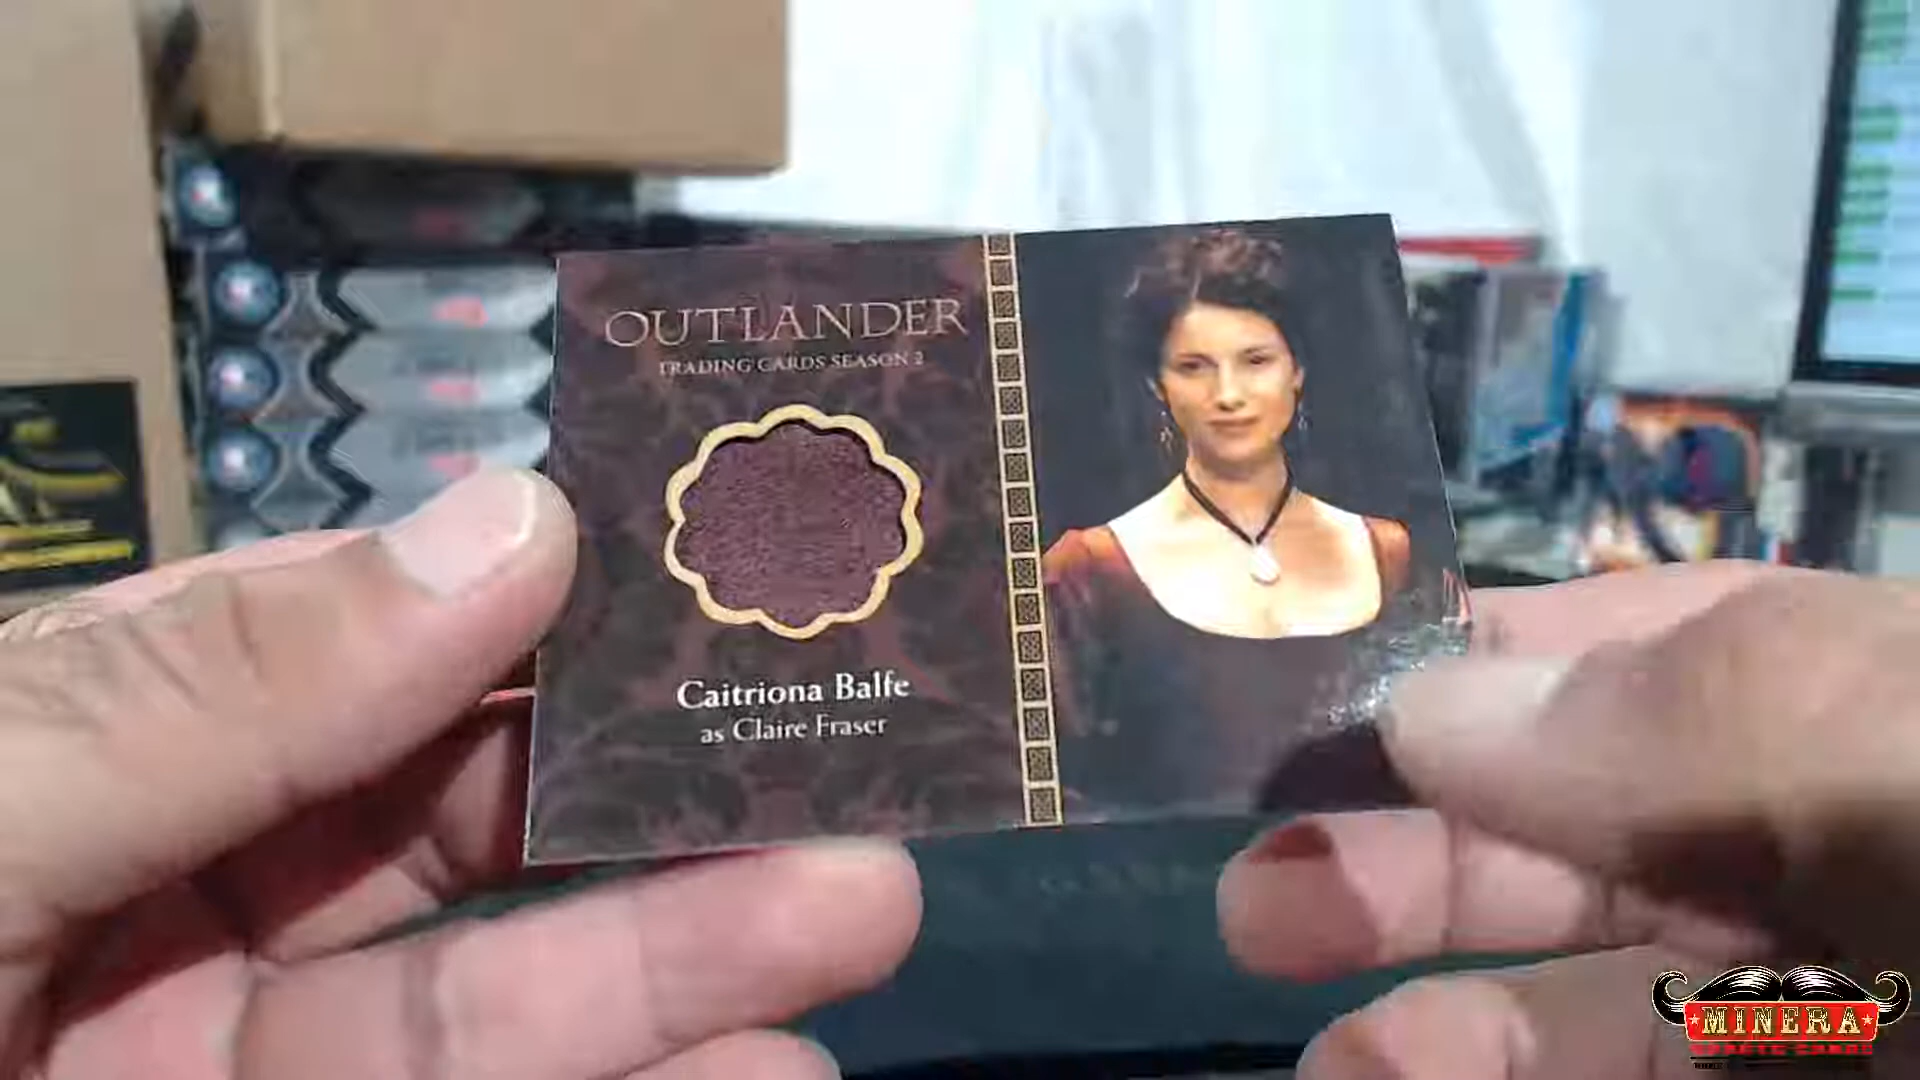 OUTLANDER
TRADING CARDS SEASON 2
Caitriona Balfe
as Claire Fraser
MINERA